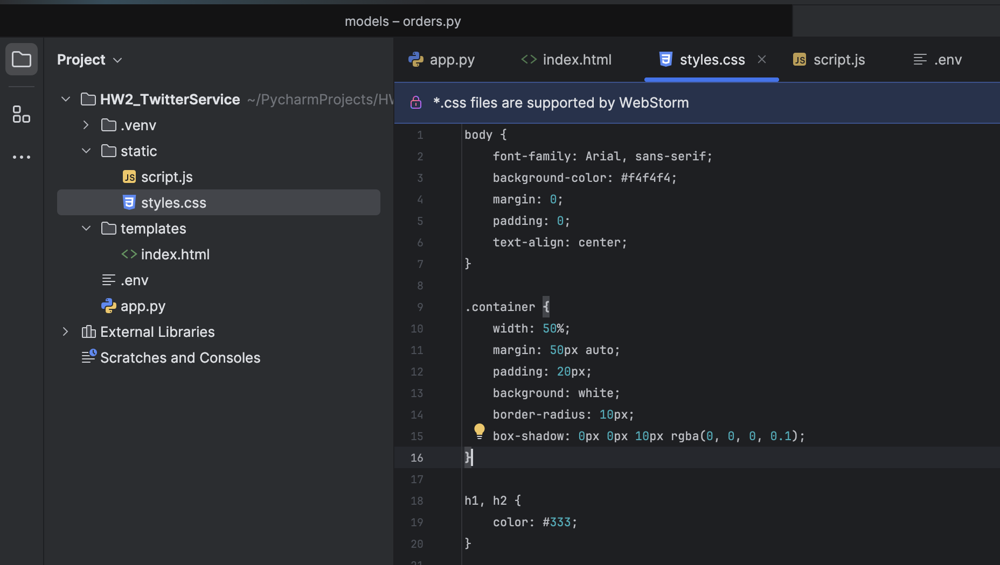 models – orders.py
Project
HW2_TwitterService ~/PycharmProjects/HW
.venv
static
script.js
styles.css
templates
index.html
.env
app.py
External Libraries
Scratches and Consoles
app.py index.html styles.css script.js .env
*.css files are supported by WebStorm
1 body {
2 font-family: Arial, sans-serif;
3 background-color: #f4f4f4;
4 margin: 0;
5 padding: 0;
6 text-align: center;
7 }
8
9 .container {
10 width: 50%;
11 margin: 50px auto;
12 padding: 20px;
13 background: white;
14 border-radius: 10px;
15 box-shadow: 0px 0px 10px rgba(0, 0, 0, 0.1);
16 }
17
18 h1, h2 {
19 color: #333;
20 }
21